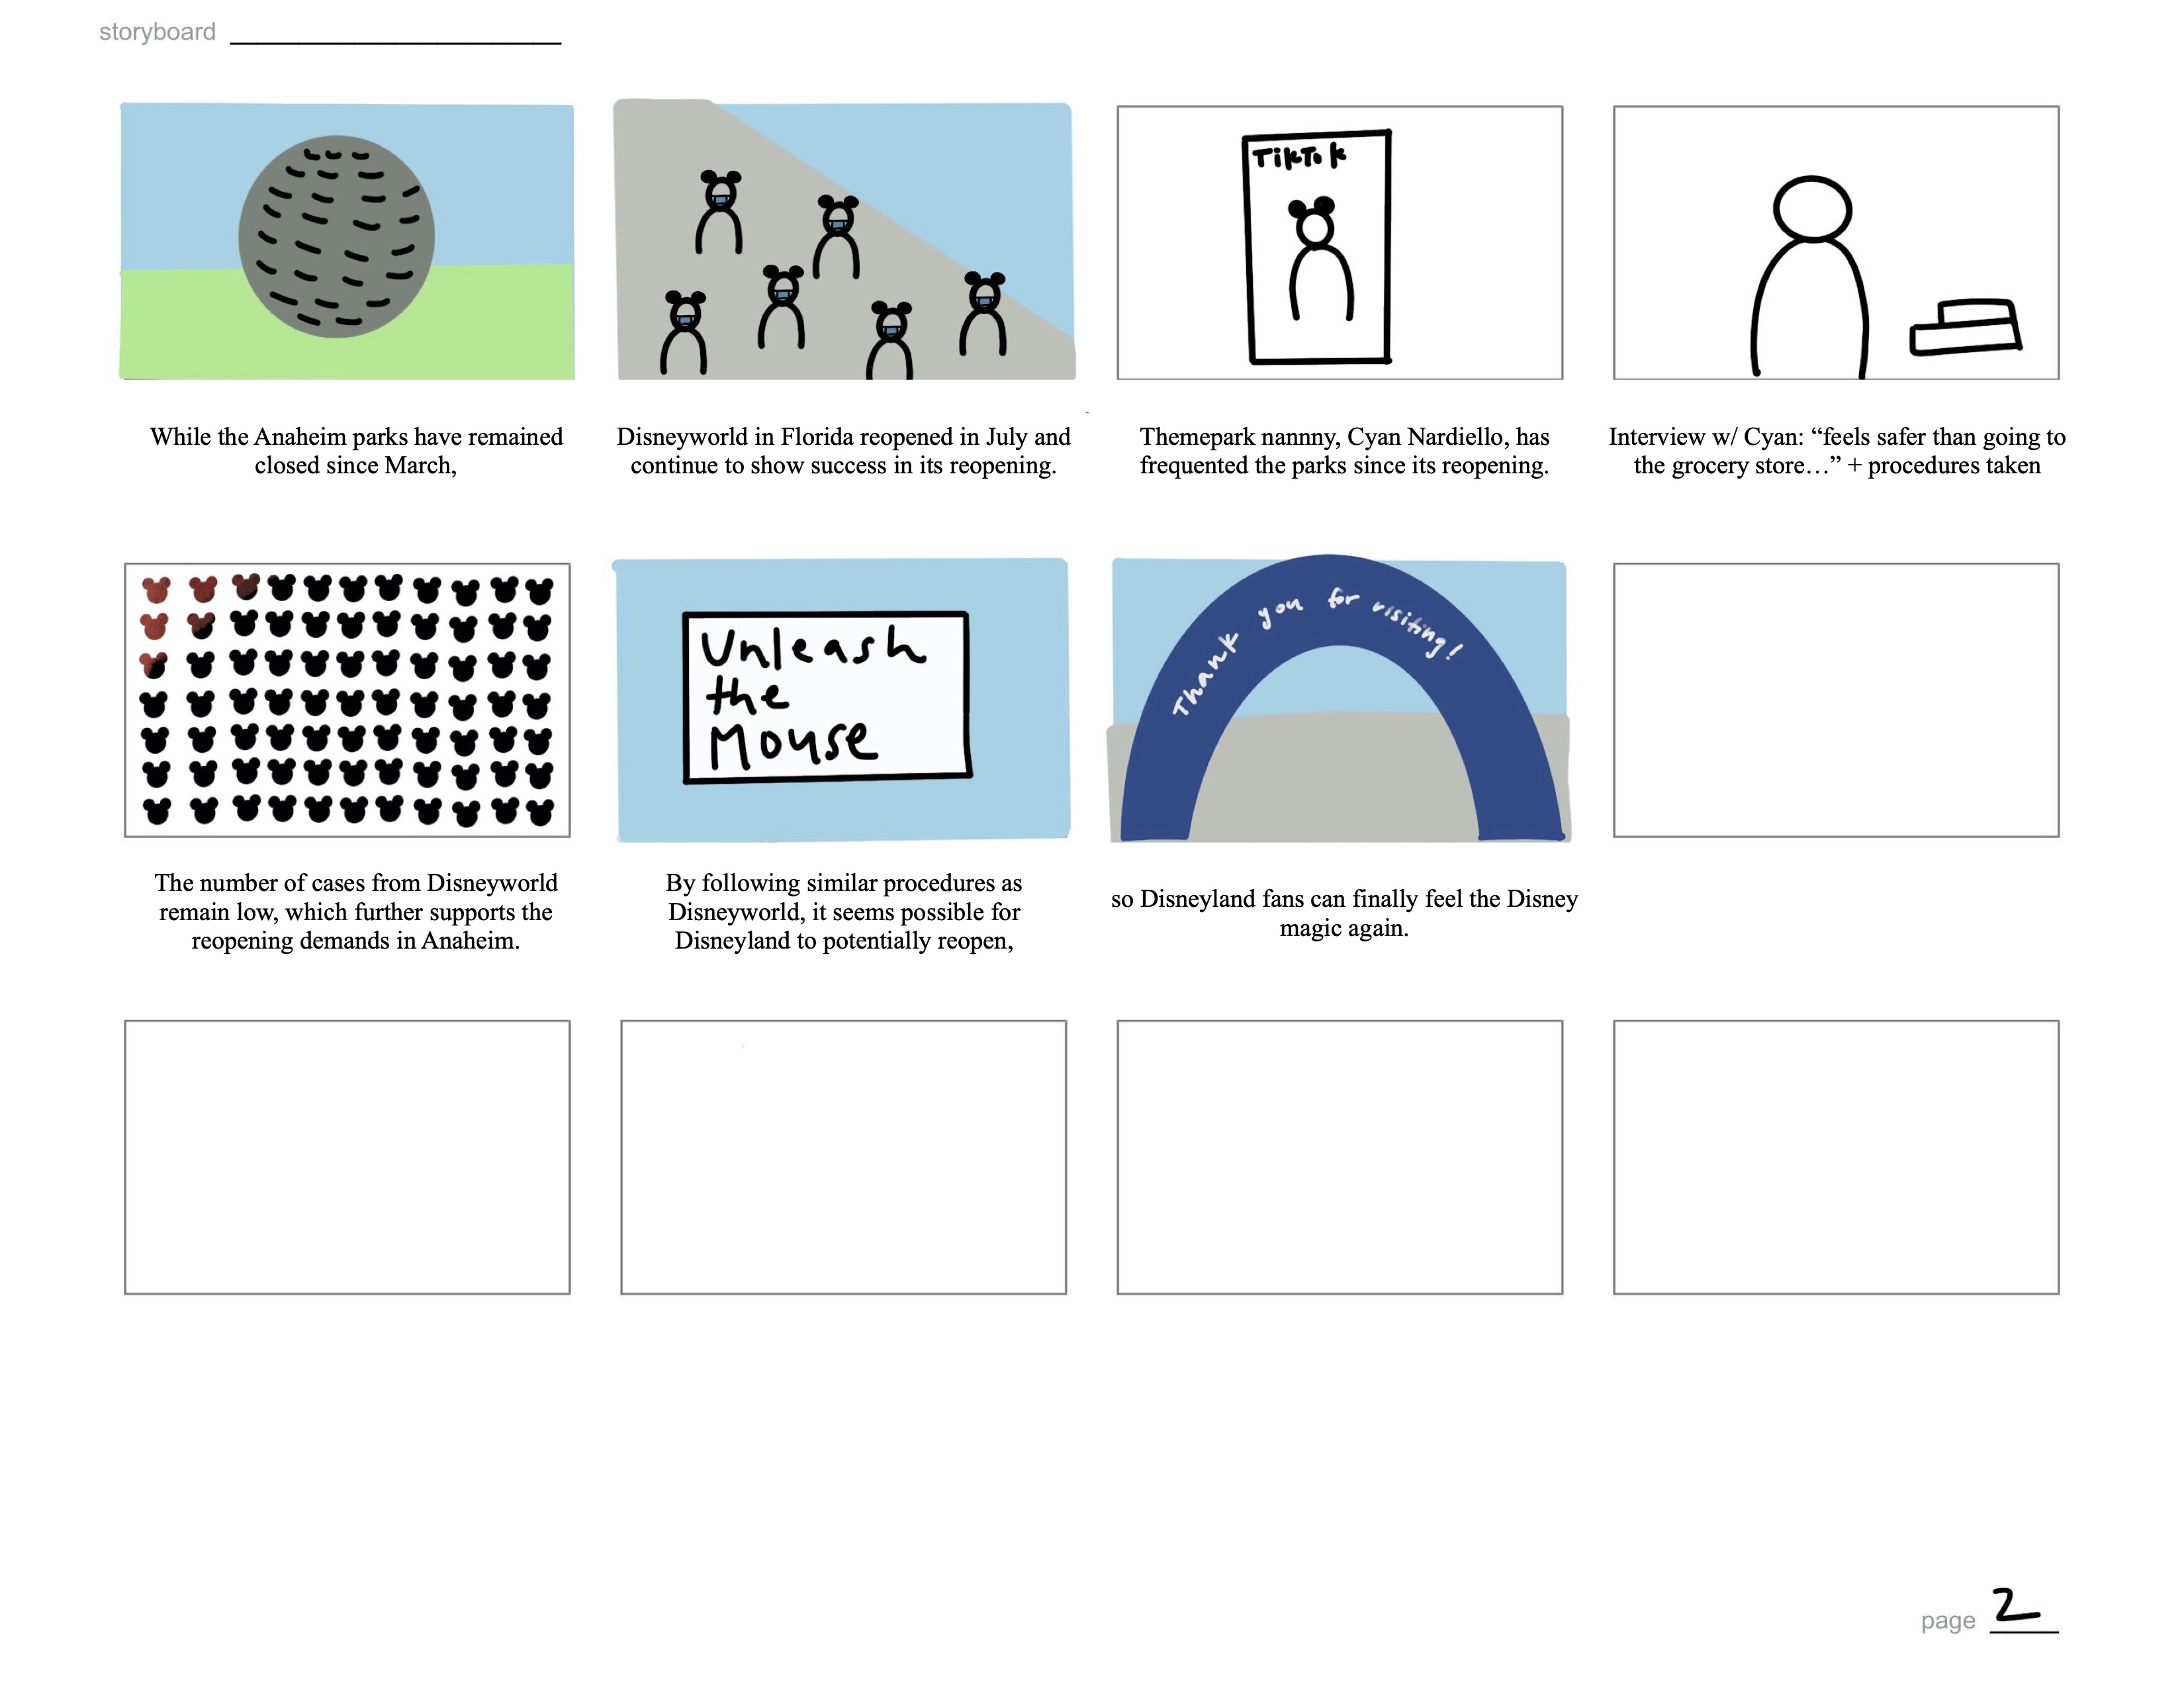 storyboard
TikTok
While the Anaheim parks have remained
closed since March,
Disneyworld in Florida reopened in July and
continue to show success in its reopening.
Themepark nannny, Cyan Nardiello, has
frequented the parks since its reopening.
Interview w/ Cyan: “feels safer than going to
the grocery store…” + procedures taken
Unleash
the
Mouse
Thank you for visiting!
The number of cases from Disneyworld
remain low, which further supports the
reopening demands in Anaheim.
By following similar procedures as
Disneyworld, it seems possible for
Disneyland to potentially reopen,
so Disneyland fans can finally feel the Disney
magic again.
page 2